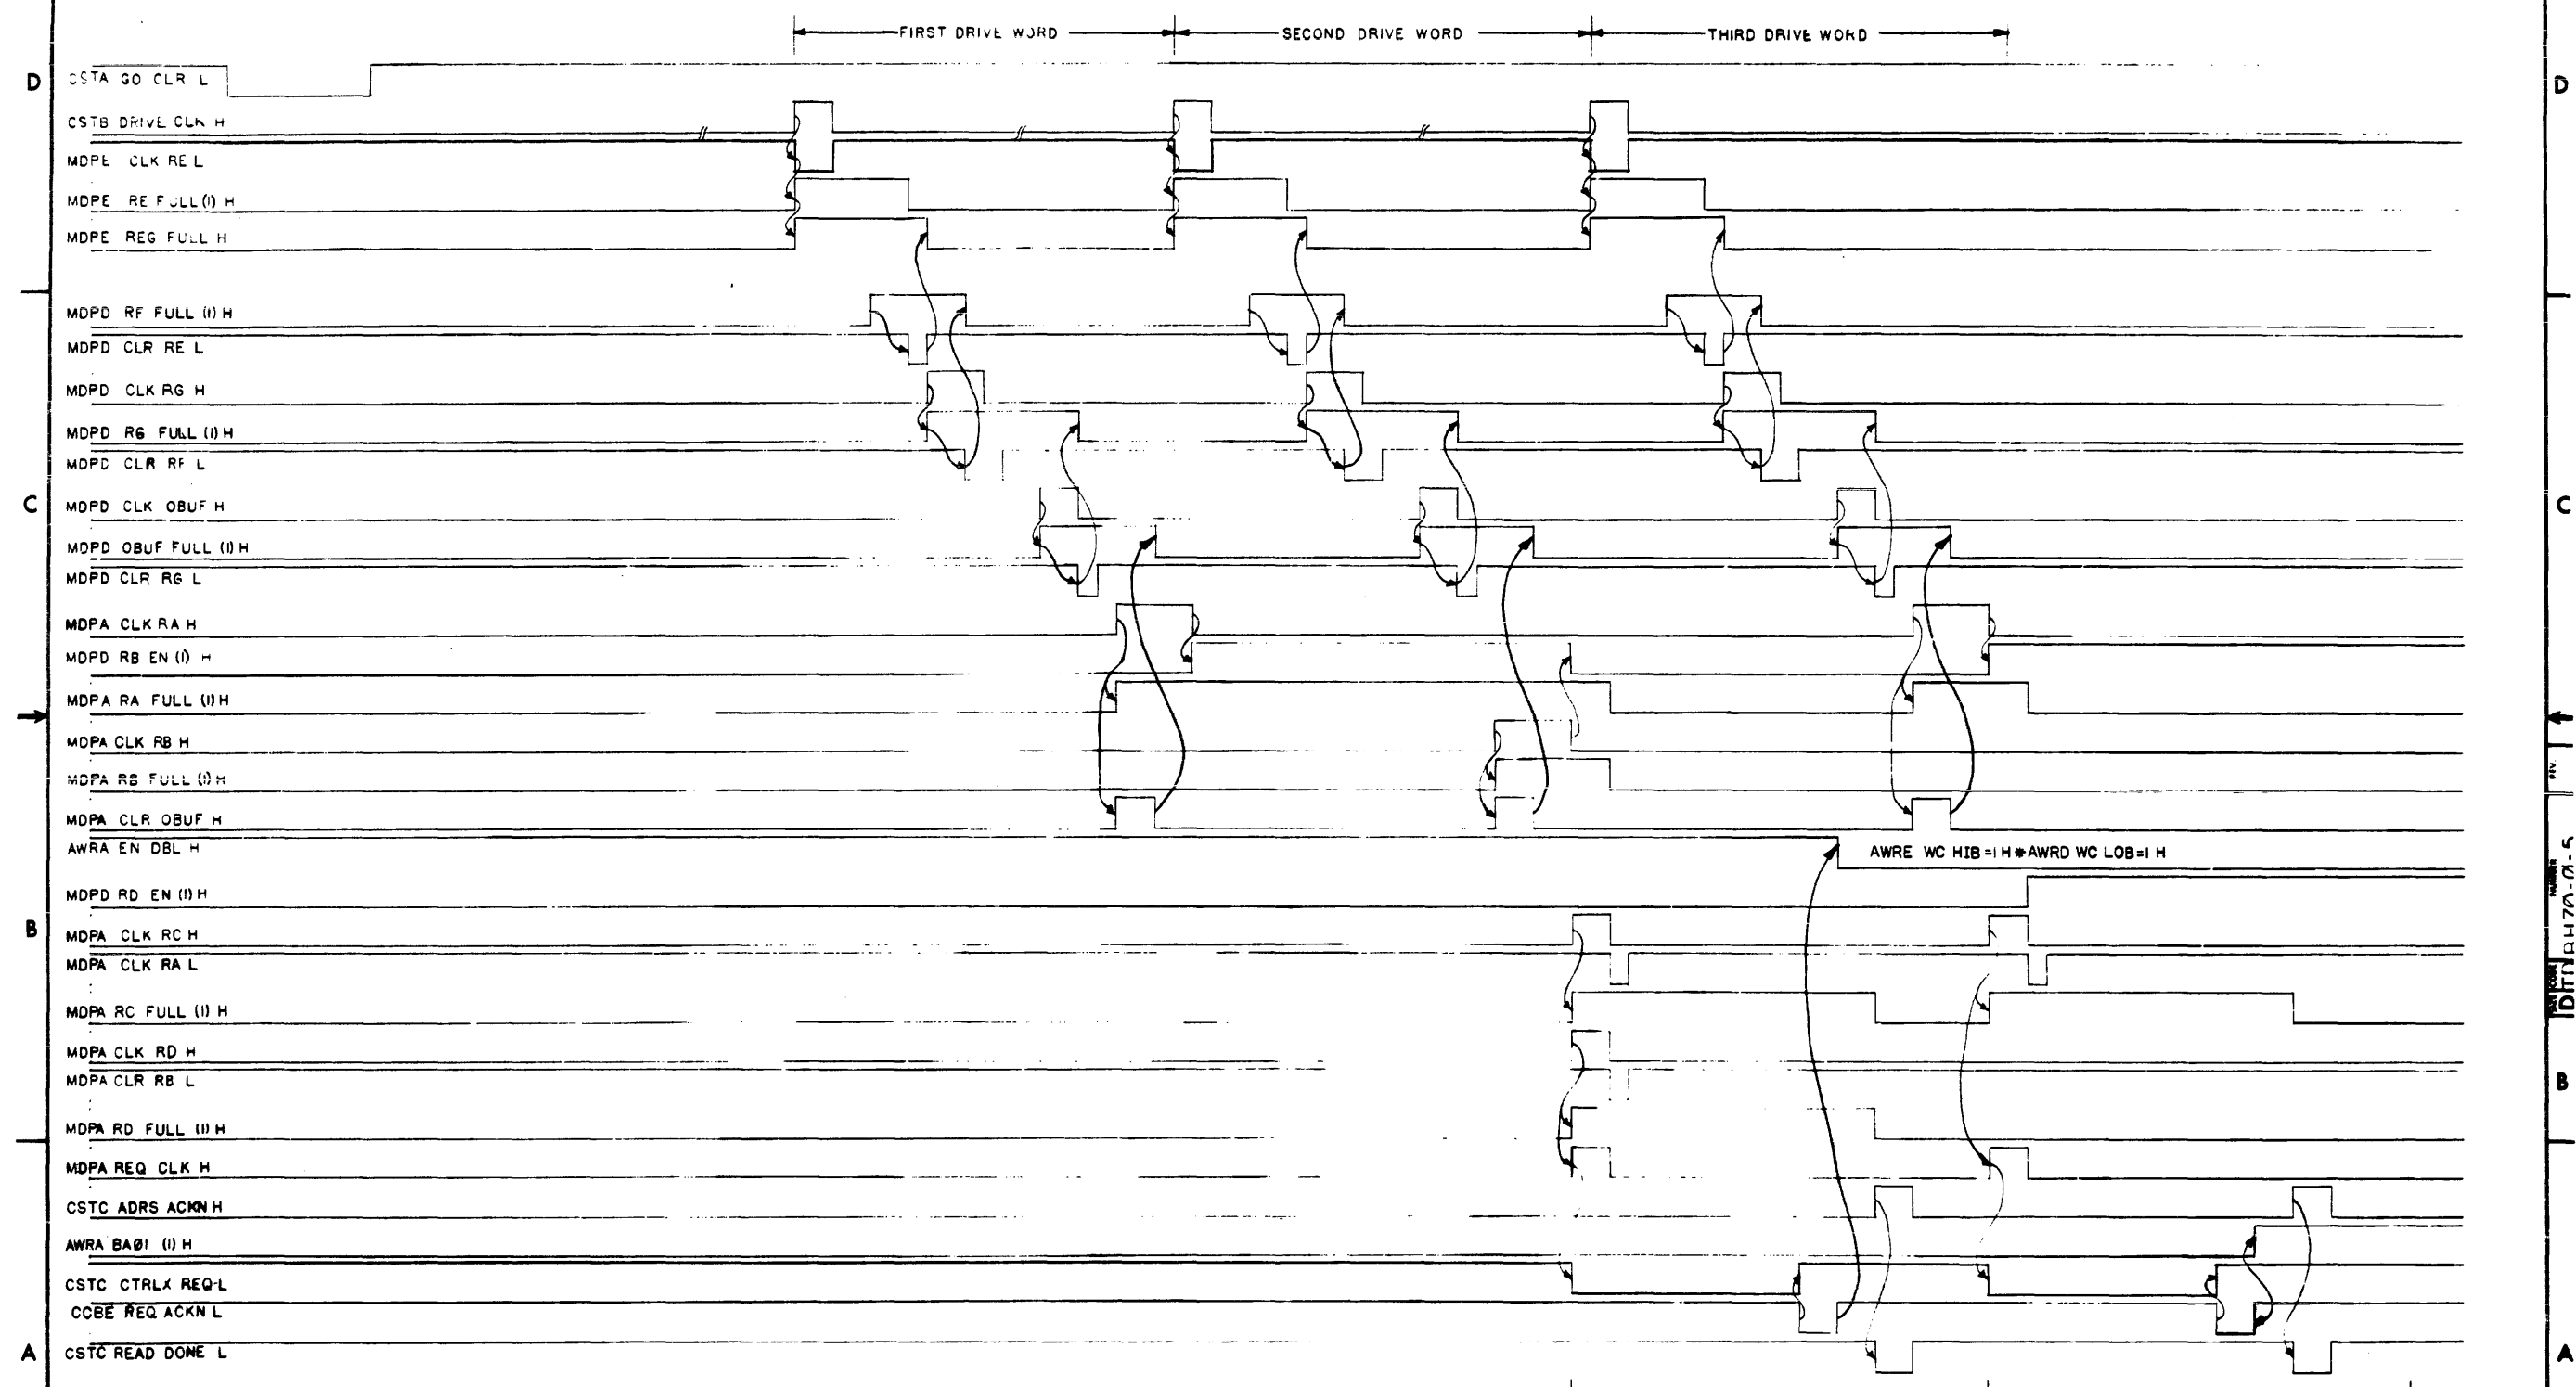 FIRST DRIVE WORD
SECOND DRIVE WORD
THIRD DRIVE WORD
D
CSTA GO CLR L
D
CSTB DRIVE CLK H
MDPE CLK RE L
MDPE RE FULL (1) H
MDPE REG FULL H
MDPD RF FULL (1) H
MDPD CLR RE L
MDPD CLK RG H
MDPD RG FULL (1) H
MDPD CLR RF L
C
MDPD CLK OBUF H
C
MDPD OBUF FULL (1) H
MDPD CLR RG L
MDPA CLK RA H
MDPD RB EN (1) H
MDPA RA FULL (1) H
MDPA CLK RB H
MDPA RB FULL (1) H
REV.
MDPA CLR OBUF H
AWRA EN DBL H
AWRE WC HIB=1 H*AWRD WC LOB=1 H
MDPD RD EN (1) H
B
MDPA CLK RC H
MDPA CLK RA L
MDPA RC FULL (1) H
NUMBER
RH70-0-5
MDPA CLK RD H
MDPA CLR RB L
B
MDPA RD FULL (1) H
MDPA REQ CLK H
CSTC ADRS ACKN H
AWRA BA01 (1) H
CSTC CTRLX REQ L
CCBE REQ ACKN L
A
CSTC READ DONE L
A